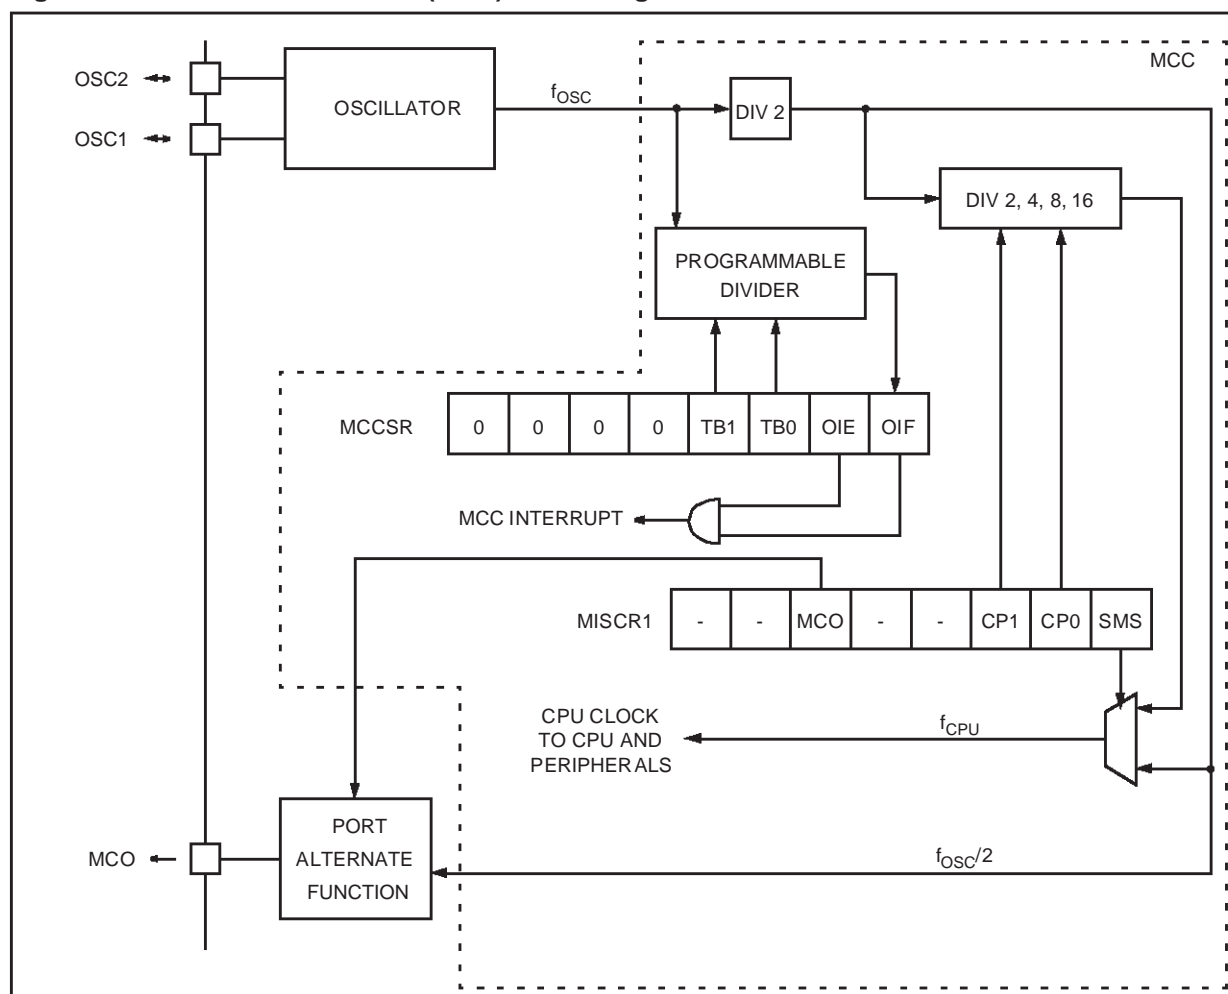 OSC2
OSC1
OSCILLATOR
fOSC
DIV 2
MCC
DIV 2, 4, 8, 16
PROGRAMMABLE
DIVIDER
MCCSR 0 0 0 0 TB1 TB0 OIE OIF
MCC INTERRUPT
MISCR1 - - MCO - - CP1 CP0 SMS
CPU CLOCK
TO CPU AND
PERIPHERALS
fCPU
PORT
ALTERNATE
FUNCTION
MCO
fOSC/2